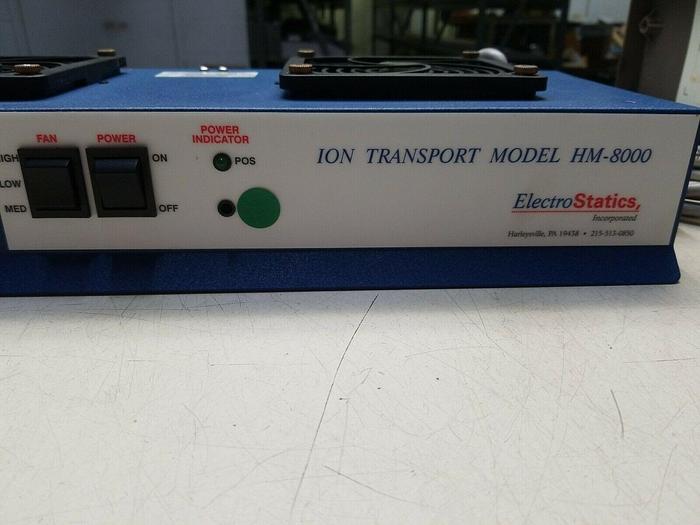 FAN
HIGH
LOW
MED
POWER
ON
OFF
POWER
INDICATOR
POS
ION TRANSPORT MODEL HM-8000
ElectroStatics,
Incorporated
Harleysville, PA 19438 • 215-513-0850